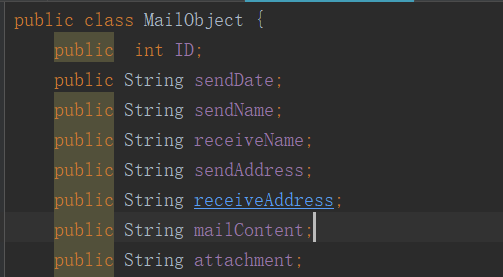 public class MailObject {
public  int ID;
public String sendDate;
public String sendName;
public String receiveName;
public String sendAddress;
public String receiveAddress;
public String mailContent;
public String attachment;